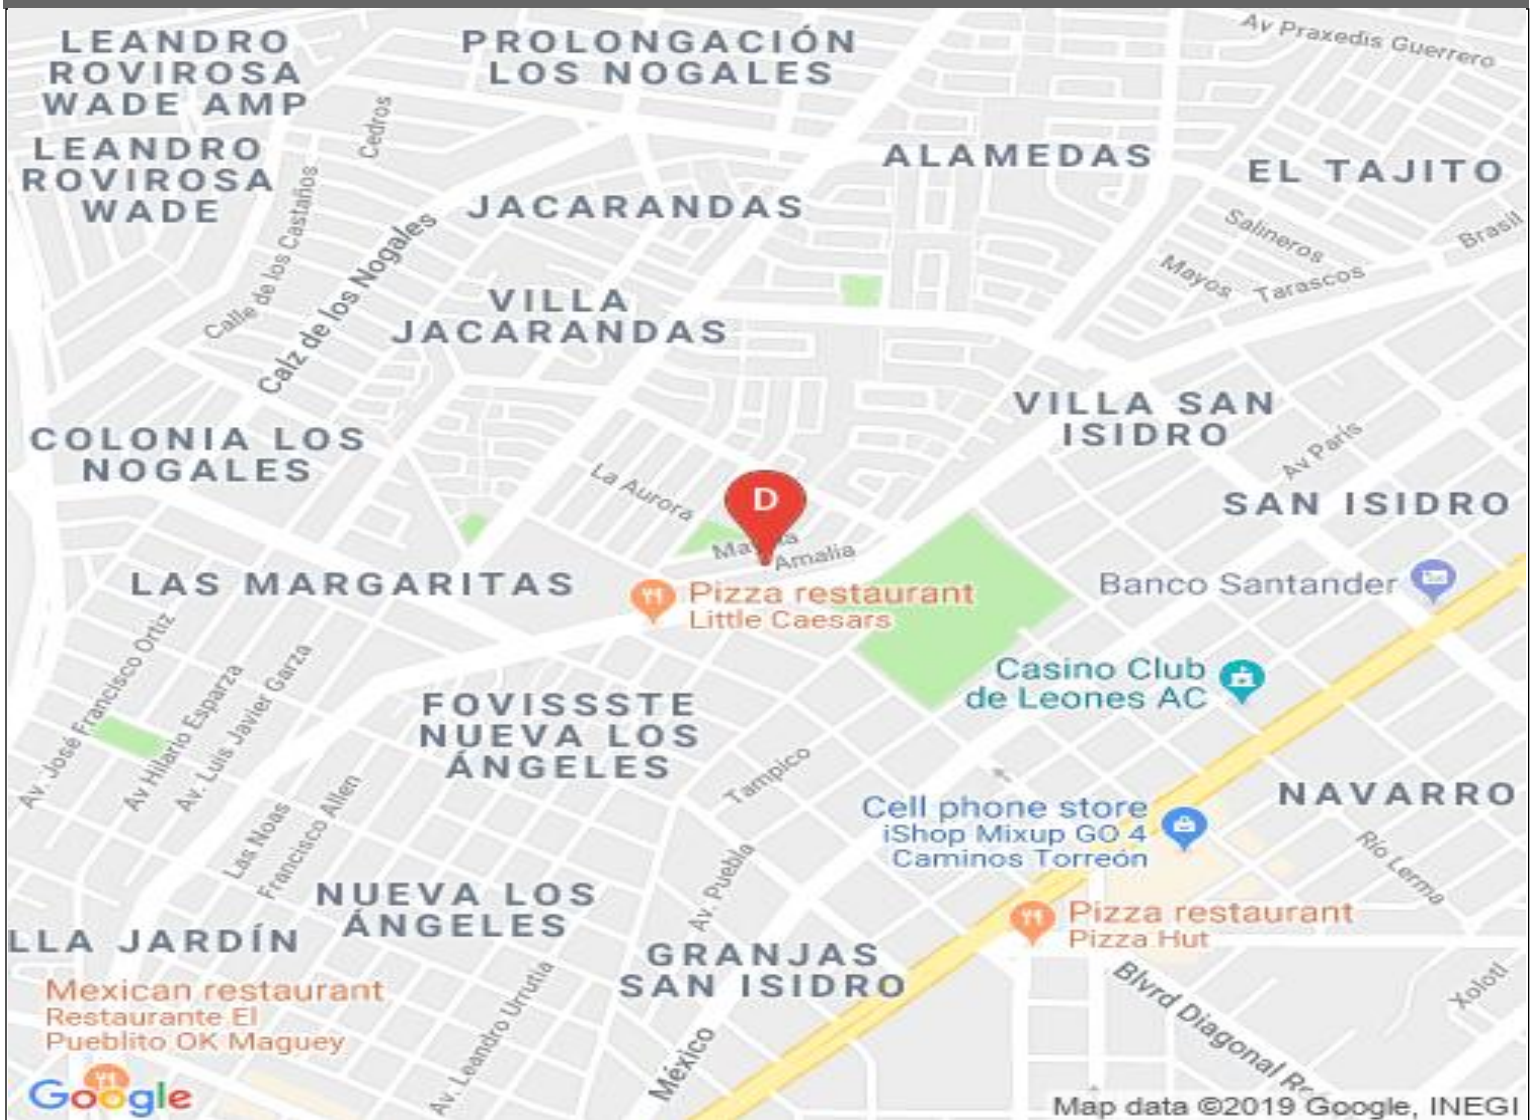 LEANDRO
ROVIROSA
WADE AMP
PROLONGACIÓN
LOS NOGALES
Av Praxedis Guerrero
Cedros
LEANDRO
ROVIROSA
WADE
ALAMEDAS
EL TAJITO
JACARANDAS
Calle de los Castaños
Calz de los Nogales
Salineros
Brasil
Mayos
Tarascos
VILLA
JACARANDAS
VILLA SAN
ISIDRO
COLONIA LOS
NOGALES
Av París
La Aurora
D
SAN ISIDRO
Amalia
LAS MARGARITAS
Pizza restaurant
Little Caesars
Banco Santander
Av. José Francisco Ortiz
Av Hilario Esparza
Av. Luis Javier Garza
Casino Club
de Leones AC
FOVISSSTE
NUEVA LOS
ÁNGELES
Tampico
NAVARRO
Las Noas
Francisco Allen
Cell phone store
iShop Mixup GO 4
Caminos Torreón
Río Lerma
Av. Puebla
NUEVA LOS
ÁNGELES
LLA JARDÍN
Pizza restaurant
Pizza Hut
GRANJAS
SAN ISIDRO
Mexican restaurant
Restaurante El
Pueblito OK Maguey
Av. Leandro Urrutia
México
Blvrd Diagonal Re
Xolotl
Google
Map data ©2019 Google, INEGI